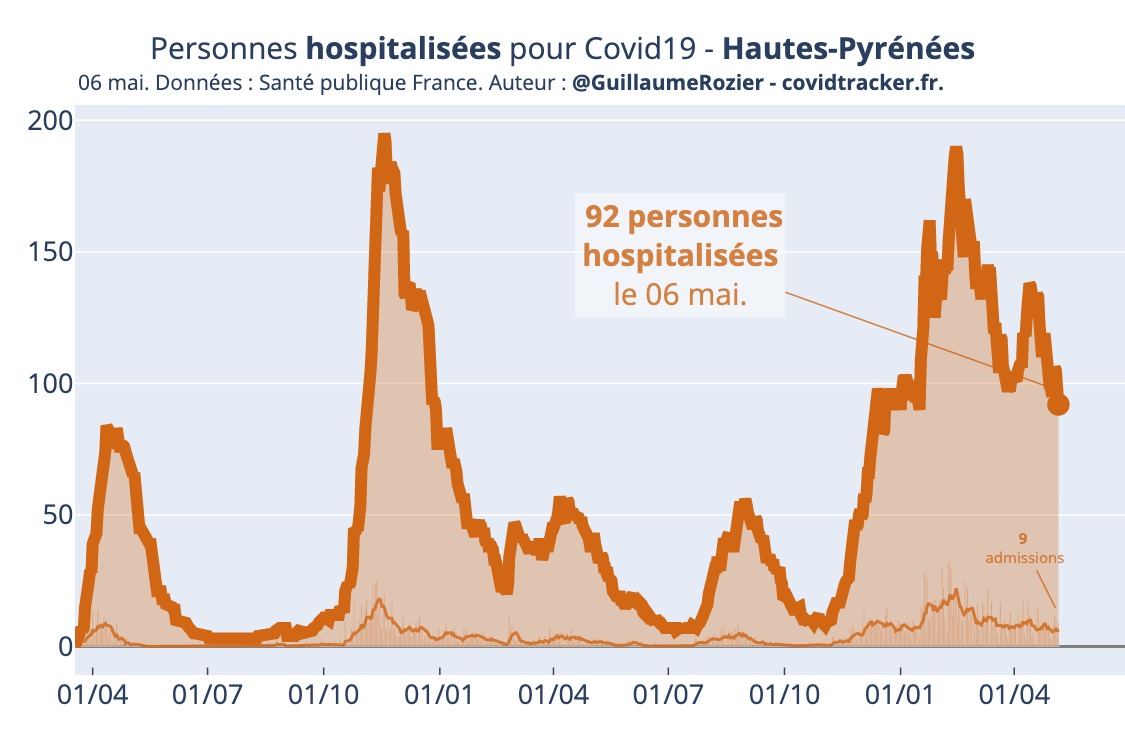 Personnes hospitalisées pour Covid19 - Hautes-Pyrénées
06 mai. Données : Santé publique France. Auteur : @GuillaumeRozier - covidtracker.fr.
200
150
100
50
0
92 personnes
hospitalisées
le 06 mai.
9
admissions
01/04 01/07 01/10 01/01 01/04 01/07 01/10 01/01 01/04